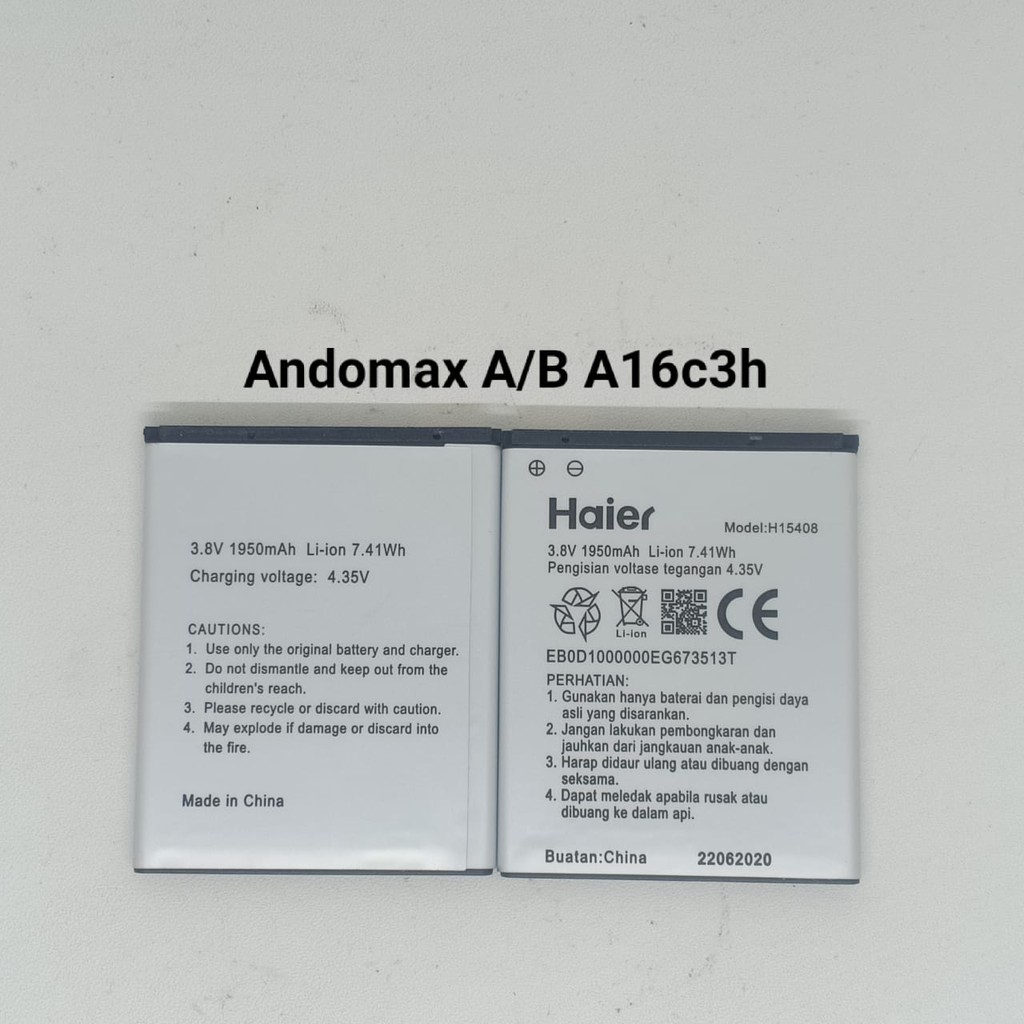 Andomax A/B A16c3h
3.8V 1950mAh Li-ion 7.41Wh
Charging voltage: 4.35V
CAUTIONS:
1. Use only the original battery and charger.
2. Do not dismantle and keep out from the
children's reach.
3. Please recycle or discard with caution.
4. May explode if damage or discard into
the fire.
Made in China
⊕ ⊖
Haier
Model:H15408
3.8V 1950mAh Li-ion 7.41Wh
Pengisian voltase tegangan 4.35V
Li-ion
CE
EB0D1000000EG673513T
PERHATIAN:
1. Gunakan hanya baterai dan pengisi daya
asli yang disarankan.
2. Jangan lakukan pembongkaran dan
jauhkan dari jangkauan anak-anak.
3. Harap didaur ulang atau dibuang dengan
seksama.
4. Dapat meledak apabila rusak atau
dibuang ke dalam api.
Buatan:China 22062020